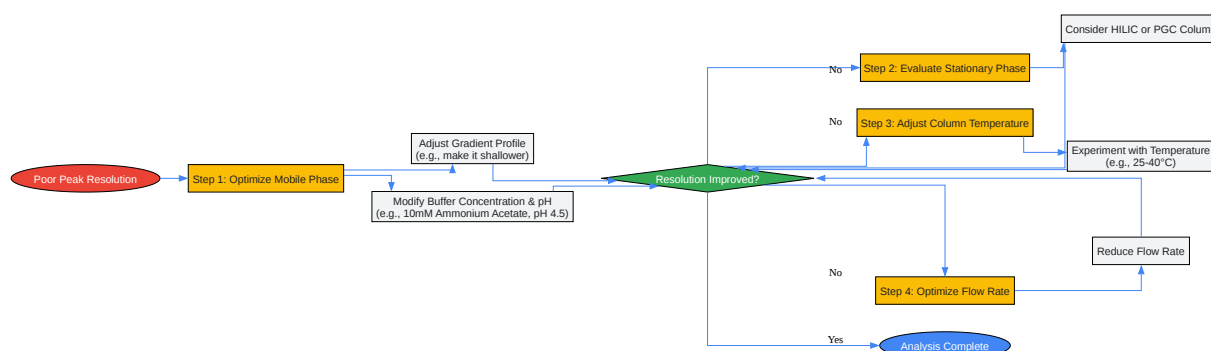 Consider HILIC or PGC Colum
No
Step 2: Evaluate Stationary Phase
No
Step 3: Adjust Column Temperature
Adjust Gradient Profile
(e.g., make it shallower)
Experiment with Temperature
(e.g., 25-40°C)
Poor Peak Resolution
Step 1: Optimize Mobile Phase
Resolution Improved?
Modify Buffer Concentration & pH
(e.g., 10mM Ammonium Acetate, pH 4.5)
Reduce Flow Rate
No
Step 4: Optimize Flow Rate
Yes
Analysis Complete